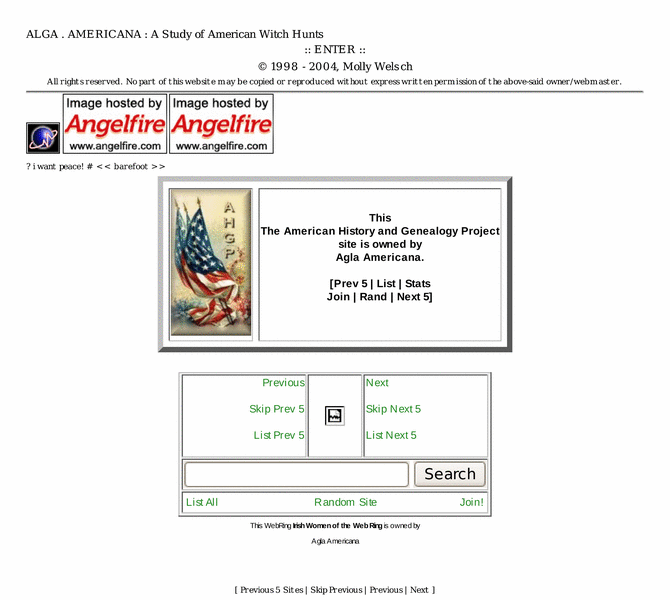 ALGA . AMERICANA : A Study of American Witch Hunts
:: ENTER ::
© 1998 - 2004, Molly Welsch
All rights reserved. No part of this website may be copied or reproduced without express written permission of the above-said owner/webmaster.
Image hosted by Image hosted by
Angelfire Angelfire
www.angelfire.com www.angelfire.com
? i want peace! # << barefoot >>
AHGP
This
The American History and Genealogy Project
site is owned by
Agla Americana.
[Prev 5 | List | Stats
Join | Rand | Next 5]
Previous Next
Skip Prev 5 Skip Next 5
List Prev 5 List Next 5
Search
List All Random Site Join!
This WebRing Irish Women of the Web Ring is owned by
Agla Americana
[ Previous 5 Sites | Skip Previous | Previous | Next ]